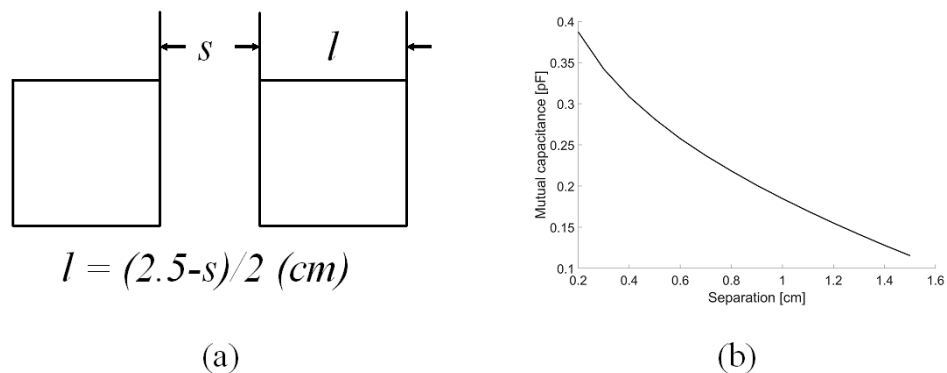 s
l
l = (2.5-s)/2 (cm)
(a)
Mutual capacitance [pF]
0.4
0.35
0.3
0.25
0.2
0.15
0.1
0.2 0.4 0.6 0.8 1 1.2 1.4 1.6
Separation [cm]
(b)